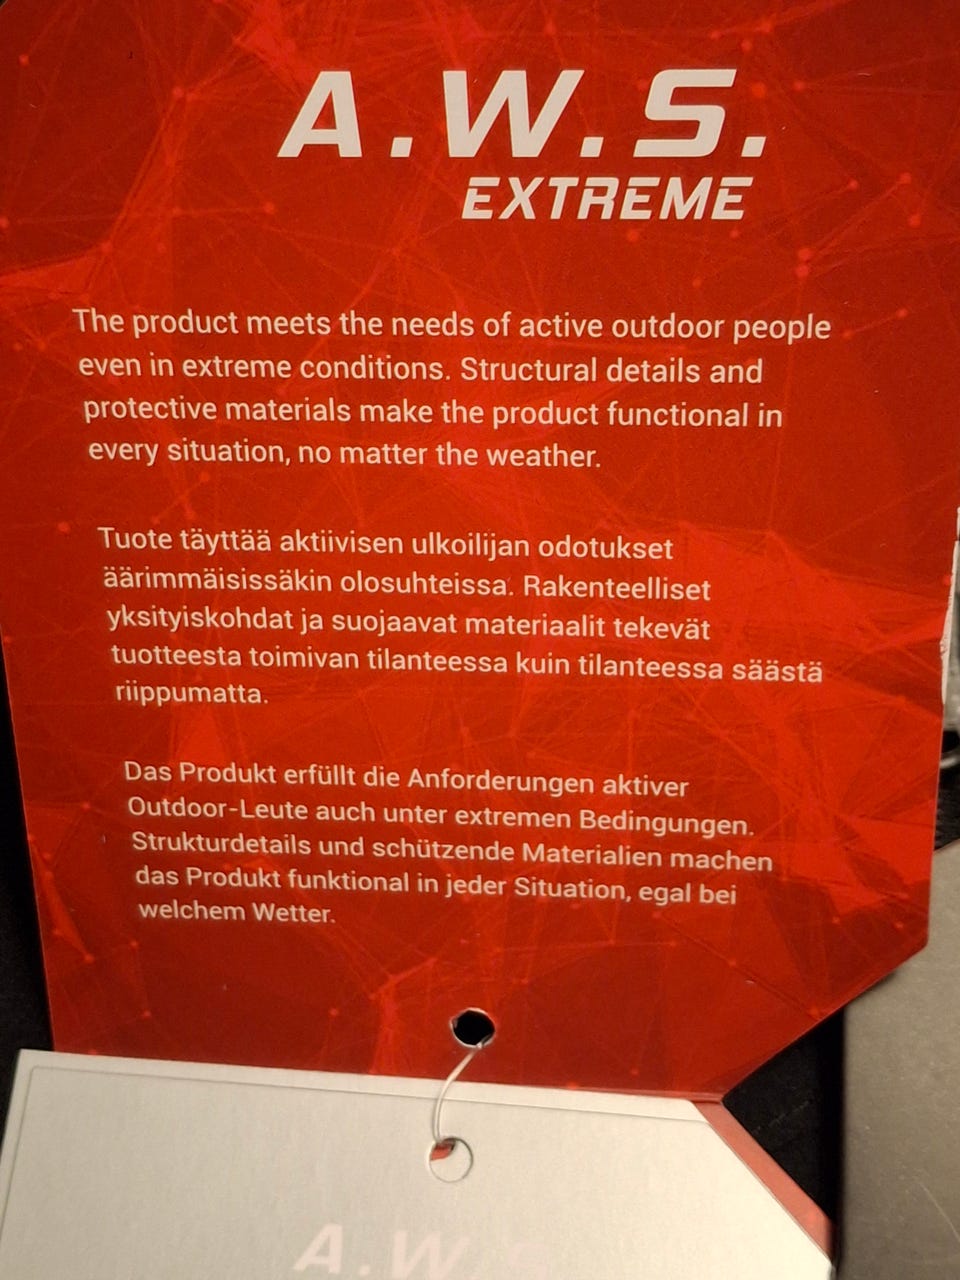 A.W.S.
EXTREME
The product meets the needs of active outdoor people
even in extreme conditions. Structural details and
protective materials make the product functional in
every situation, no matter the weather.
Tuote täyttää aktiivisen ulkoilijan odotukset
äärimmäisissäkin olosuhteissa. Rakenteelliset
yksityiskohdat ja suojaavat materiaalit tekevät
tuotteesta toimivan tilanteessa kuin tilanteessa säästä
riippumatta.
Das Produkt erfüllt die Anforderungen aktiver
Outdoor-Leute auch unter extremen Bedingungen.
Strukturdetails und schützende Materialien machen
das Produkt funktional in jeder Situation, egal bei
welchem Wetter.
A.W.S